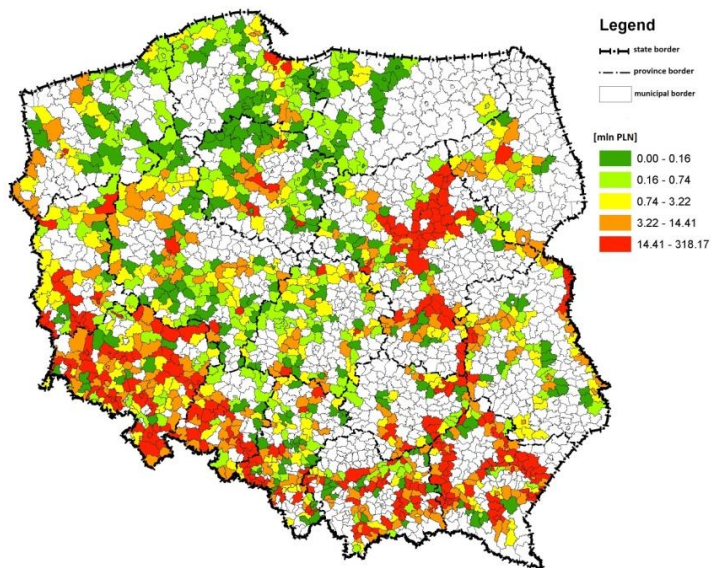 Legend
state border
province border
municipal border
[mln PLN]
0.00 - 0.16
0.16 - 0.74
0.74 - 3.22
3.22 - 14.41
14.41 - 318.17